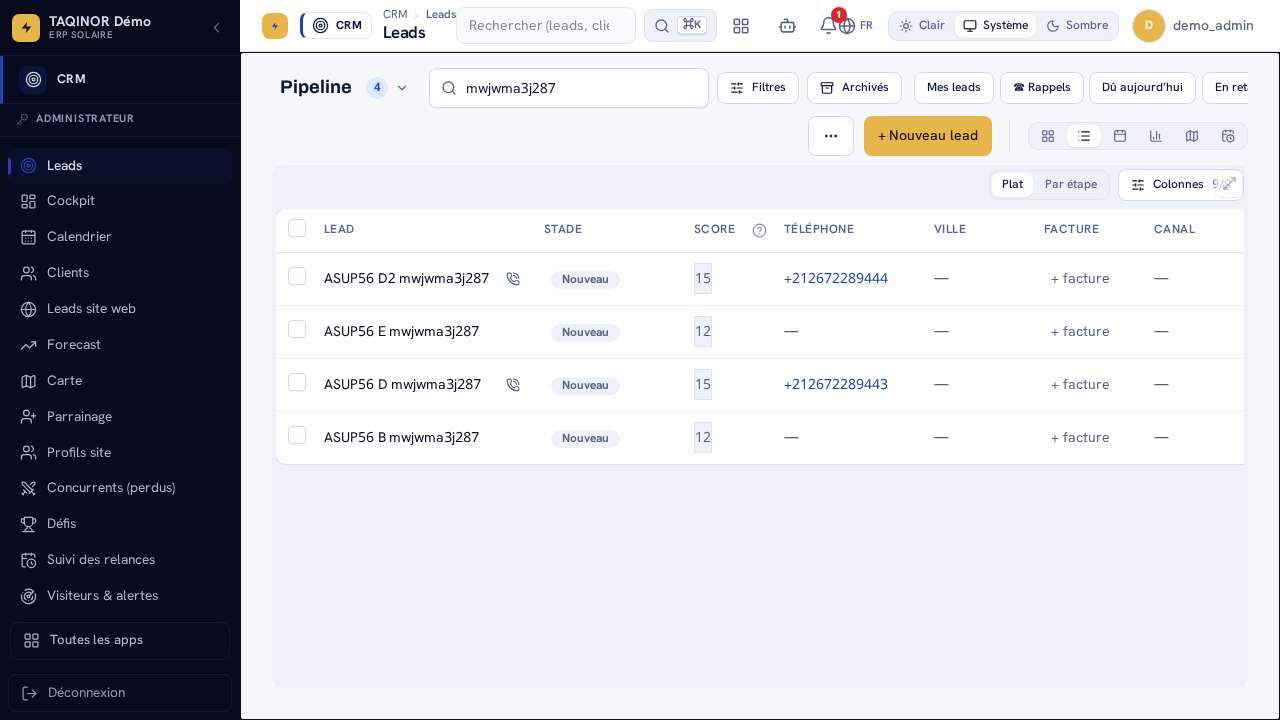 TAQINOR Démo
ERP SOLAIRE
CRM
ADMINISTRATEUR
Leads
Cockpit
Calendrier
Clients
Leads site web
Forecast
Carte
Parrainage
Profils site
Concurrents (perdus)
Défis
Suivi des relances
Visiteurs & alertes
Toutes les apps
Déconnexion
CRM
CRM Leads
Leads
Rechercher (leads, clie
⌘K
1
FR
Clair
Système
Sombre
D
demo_admin
Pipeline 4
mwjwma3j287
Filtres
Archivés
Mes leads
☎ Rappels
Dû aujourd’hui
En reta
+ Nouveau lead
Plat
Par étape
Colonnes
LEAD STADE SCORE TÉLÉPHONE VILLE FACTURE CANAL
ASUP56 D2 mwjwma3j287 Nouveau 15 +212672289444 — + facture —
ASUP56 E mwjwma3j287 Nouveau 12 — — + facture —
ASUP56 D mwjwma3j287 Nouveau 15 +212672289443 — + facture —
ASUP56 B mwjwma3j287 Nouveau 12 — — + facture —